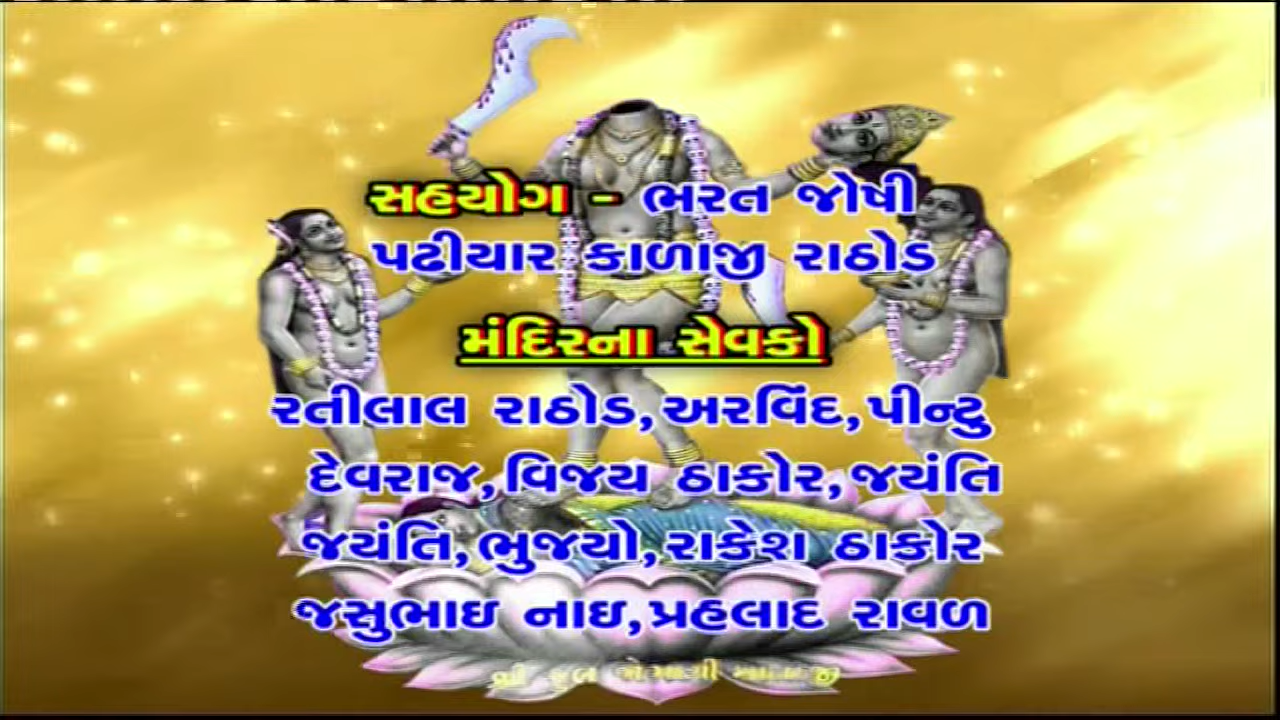 સહયોગ - ભરત જોષી
પઢીયાર કાળાજી રાઠોડ
મંદિરના સેવકો
રતીલાલ રાઠોડ,અરવિંદ,પીન્ટુ
દેવરાજ,વિજય ઠાકોર,જયંતિ
જયંતિ,ભુજયો,રાકેશ ઠાકોર
જસુભાઇ નાઇ,પ્રહલાદ રાવળ
શ્રી